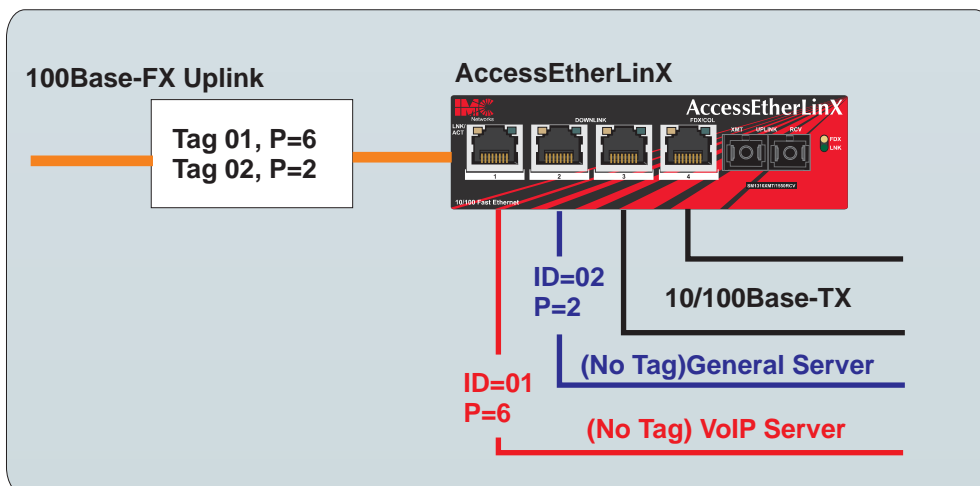 100Base-FX Uplink
Tag 01, P=6
Tag 02, P=2
AccessEtherLinX
IMC
Networks
AccessEtherLinX
LNK/
ACT
DOWNLINK
FDX/COL
XMT UPLINK RCV
FDX
LNK
1 2 3 4
10/100 Fast Ethernet
ID=02
P=2
10/100Base-TX
(No Tag)General Server
ID=01
P=6
(No Tag) VoIP Server